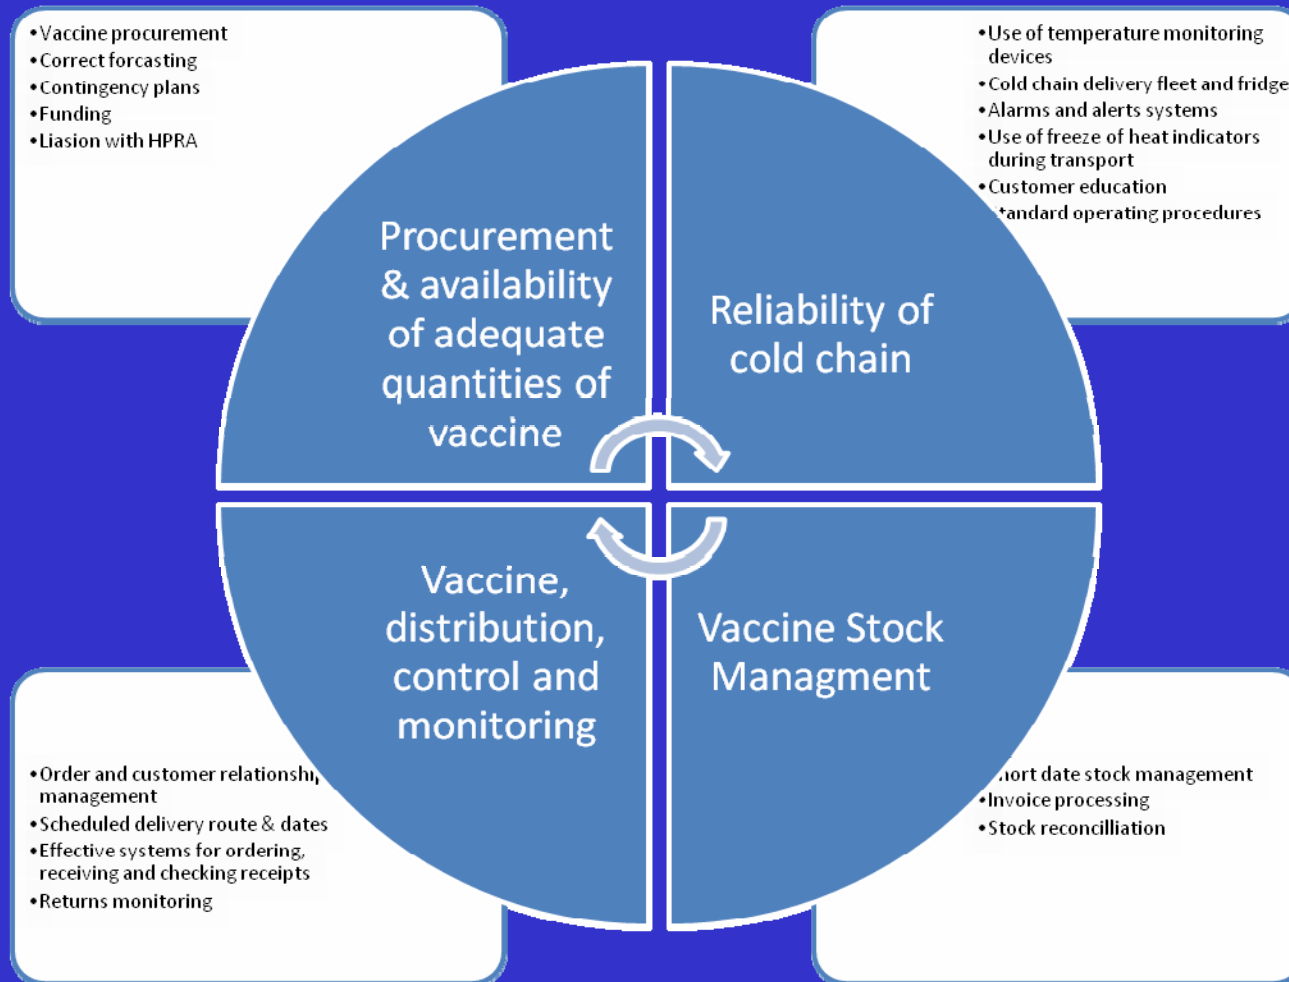 •Vaccine procurement
•Correct forcasting
•Contingency plans
•Funding
•Liasion with HPRA
•Use of temperature monitoring
devices
•Cold chain delivery fleet and fridge
•Alarms and alerts systems
•Use of freeze of heat indicators
during transport
•Customer education
tandard operating procedures
Procurement
& availability
of adequate
quantities of
vaccine
Reliability of
cold chain
Vaccine,
distribution,
control and
monitoring
Vaccine Stock
Managment
•Order and customer relationship
management
•Scheduled delivery route & dates
•Effective systems for ordering,
receiving and checking receipts
•Returns monitoring
hort date stock management
•Invoice processing
•Stock reconcilliation